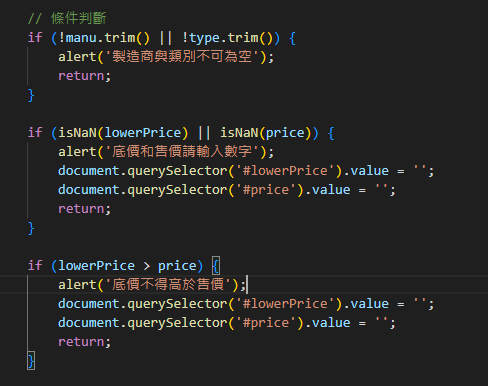 // 條件判斷
if (!manu.trim() || !type.trim()) {
alert('製造商與類別不可為空');
return;
}
if (isNaN(lowerPrice) || isNaN(price)) {
alert('底價和售價請輸入數字');
document.querySelector('#lowerPrice').value = '';
document.querySelector('#price').value = '';
return;
}
if (lowerPrice > price) {
alert('底價不得高於售價');
document.querySelector('#lowerPrice').value = '';
document.querySelector('#price').value = '';
return;
}